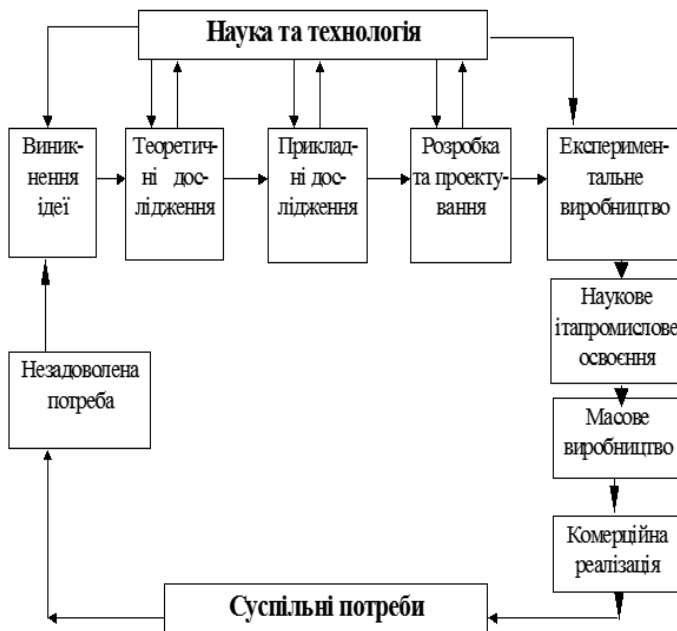 Наука та технологія
Виник-
нення
ідеї
Теоретич-
ні дос-
лідження
Приклад-
ні дос-
лідження
Розробка
та проекту-
вання
Експеримен-
тальне
виробництво
Наукове
ітапромислове
освоєння
Незадоволена
потреба
Масове
виробництво
Комерційна
реалізація
Суспільні потреби